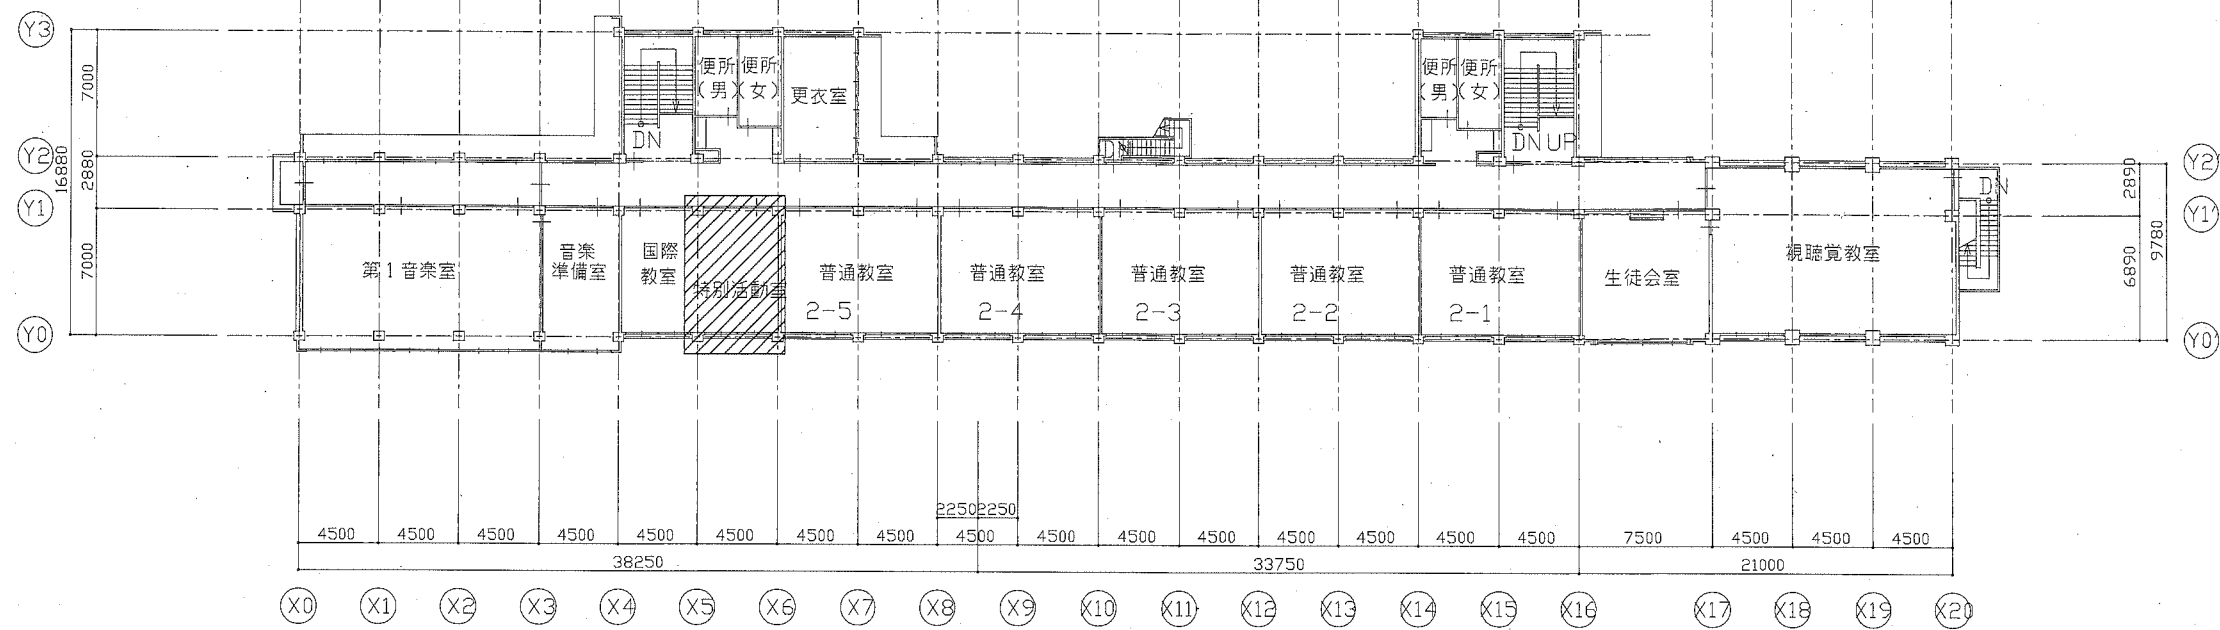 Y3
7000
16880
便所
(男)
便所
(女)
更衣室
便所
(男)
便所
(女)
DN
DN
DN UP
Y2
2880
Y2'
2890
DN
Y1
Y1'
9780
7000
6890
第1音楽室
音楽
準備室
国際
教室
特別活動室
普通教室
2-5
普通教室
2-4
普通教室
2-3
普通教室
2-2
普通教室
2-1
生徒会室
視聴覚教室
Y0
Y0'
2250 2250
4500 4500 4500 4500 4500 4500 4500 4500 4500 4500 4500 4500 4500 4500 4500 4500 7500 4500 4500 4500
38250 33750 21000
X0 X1 X2 X3 X4 X5 X6 X7 X8 X9 X10 X11 X12 X13 X14 X15 X16 X17 X18 X19 X20